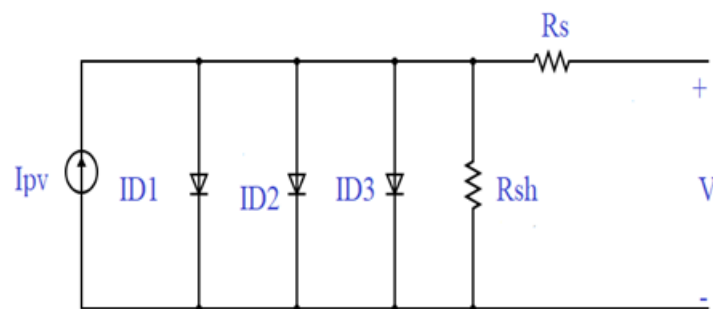 Rs
+
Ipv
ID1
ID2
ID3
Rsh
V
-